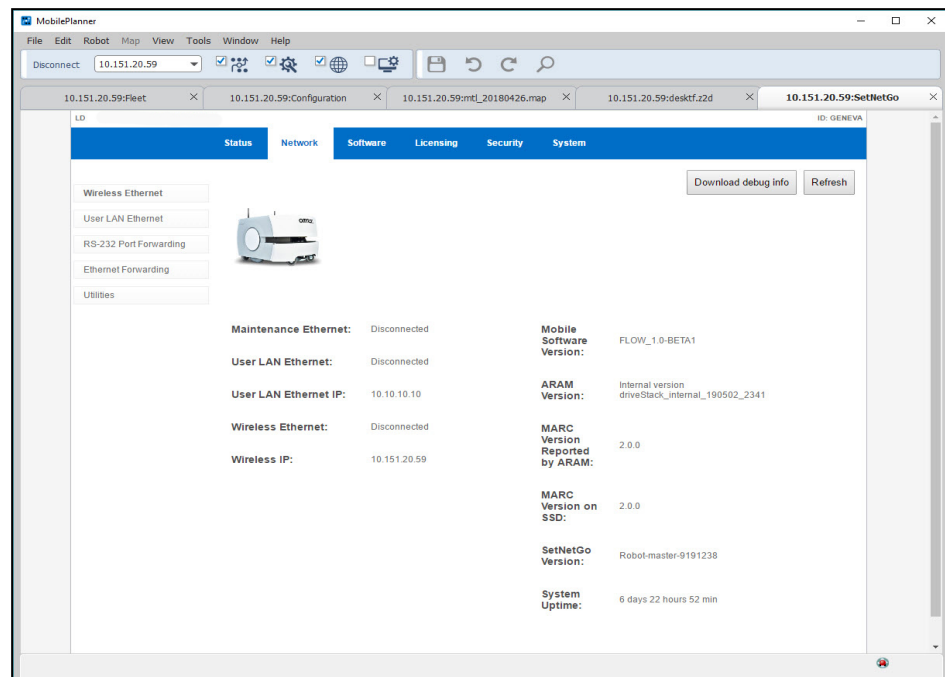 MobilePlanner
File Edit Robot Map View Tools Window Help
Disconnect 10.151.20.59
10.151.20.59:Fleet 10.151.20.59:Configuration 10.151.20.59:mtl_20180426.map 10.151.20.59:desktf.z2d 10.151.20.59:SetNetGo
LD ID: GENEVA
Status Network Software Licensing Security System
Download debug info Refresh
Wireless Ethernet
User LAN Ethernet
RS-232 Port Forwarding
Ethernet Forwarding
Utilities
Maintenance Ethernet: Disconnected
User LAN Ethernet: Disconnected
User LAN Ethernet IP: 10.10.10.10
Wireless Ethernet: Disconnected
Wireless IP: 10.151.20.59
Mobile
Software
Version:
FLOW_1.0-BETA1
ARAM
Version:
Internal version
driveStack_internal_190502_2341
MARC
Version
Reported
by ARAM:
2.0.0
MARC
Version on
SSD:
2.0.0
SetNetGo
Version:
Robot-master-9191238
System
Uptime:
6 days 22 hours 52 min